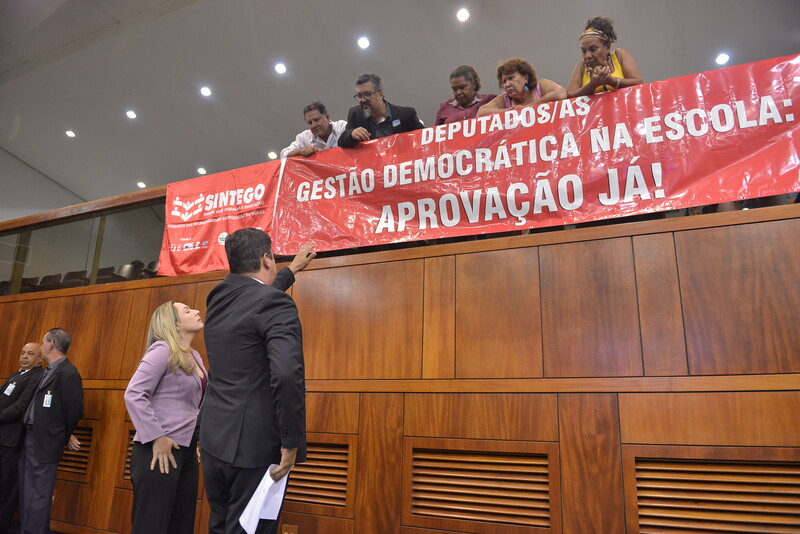 SINTEGO
DEPUTADOS/AS
GESTÃO DEMOCRÁTICA NA ESCOLA:
APROVAÇÃO JÁ!